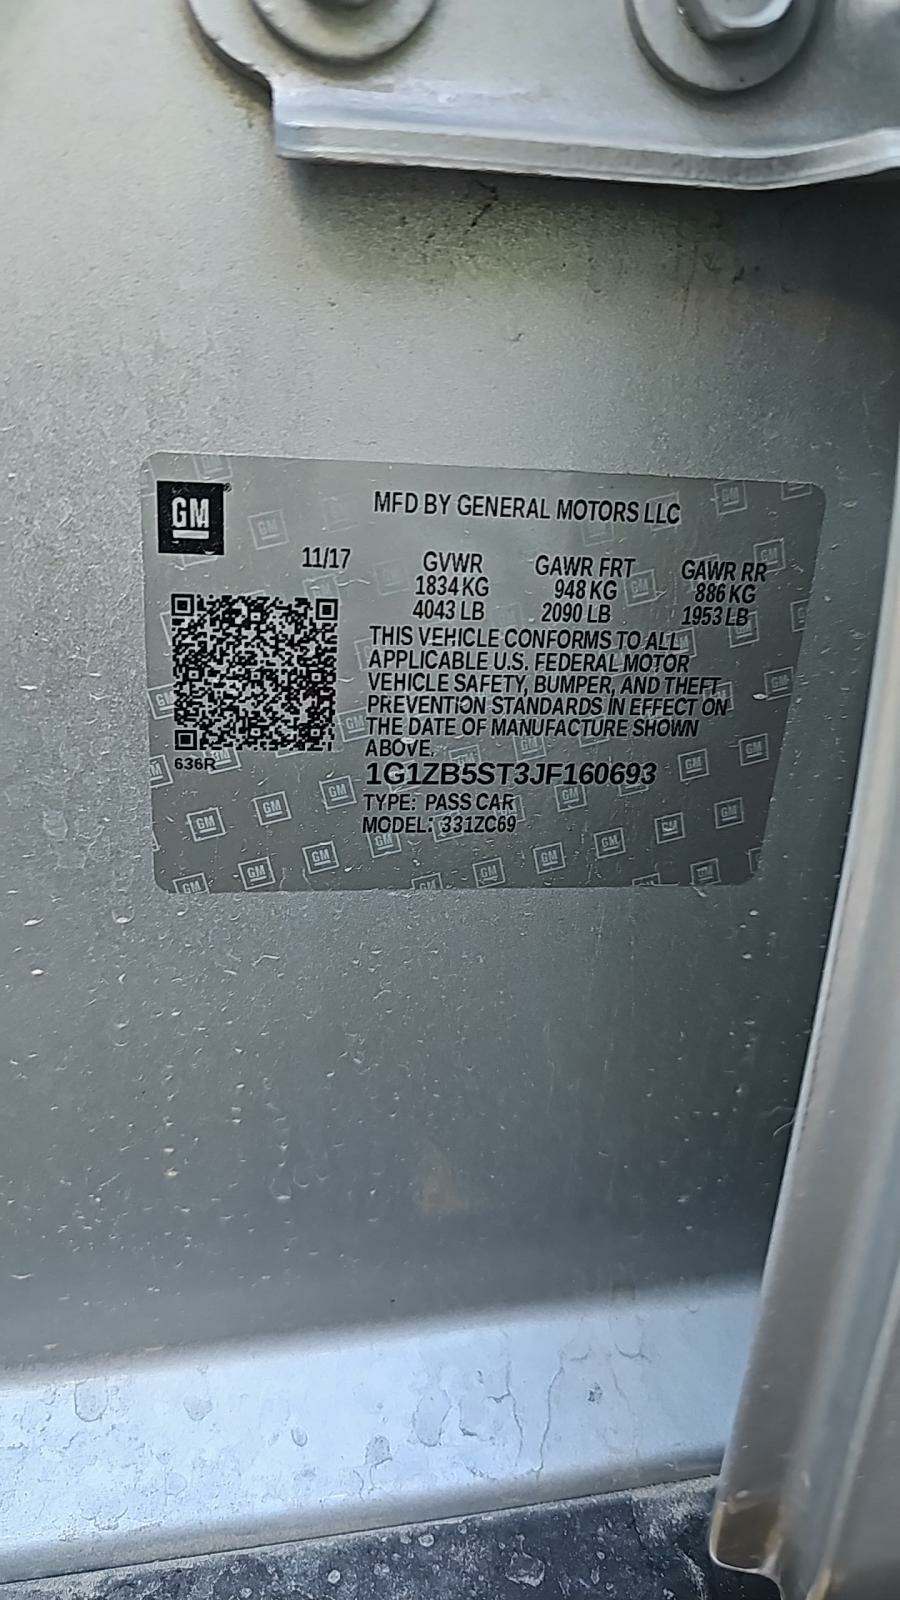 GM
MFD BY GENERAL MOTORS LLC
11/17 GVWR GAWR FRT GAWR RR
1834 KG 948 KG 886 KG
4043 LB 2090 LB 1953 LB
THIS VEHICLE CONFORMS TO ALL
APPLICABLE U.S. FEDERAL MOTOR
VEHICLE SAFETY, BUMPER, AND THEFT
PREVENTION STANDARDS IN EFFECT ON
THE DATE OF MANUFACTURE SHOWN
ABOVE.
636R
1G1ZB5ST3JF160693
TYPE: PASS CAR
MODEL: 331ZC69